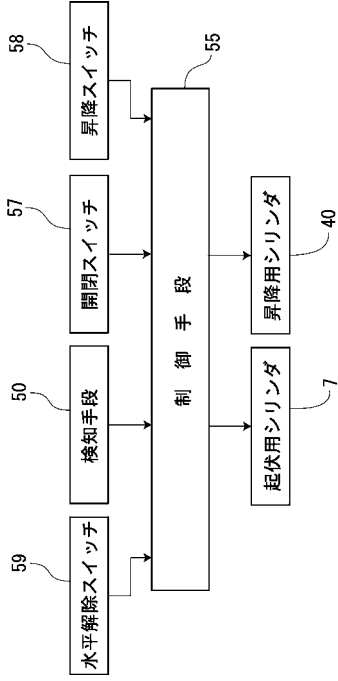 59
水平解除スイッチ
50
検知手段
57
開閉スイッチ
58
昇降スイッチ
55
制御手段
起伏用シリンダ
7
昇降用シリンダ
40